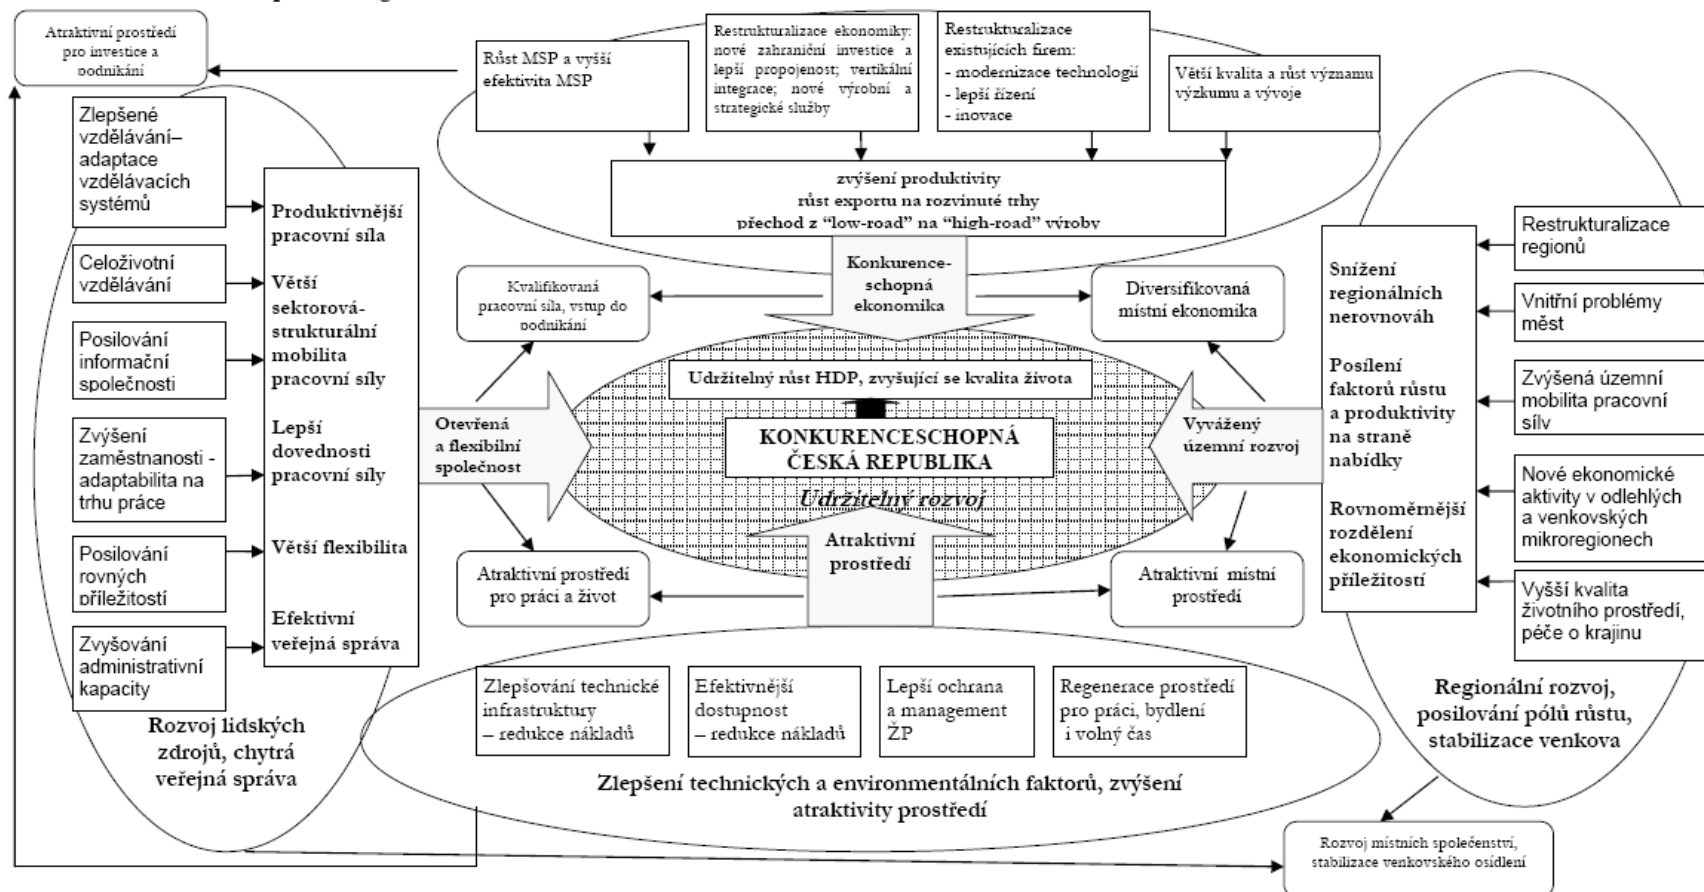 Atraktivní prostředí
pro investice a
podnikání
Růst MSP a vyšší
efektivita MSP
Restrukturalizace ekonomiky:
nové zahraniční investice a
lepší propojenost; vertikální
integrace; nové výrobní a
strategické služby
Restrukturalizace
existujících firem:
- modernizace technologií
- lepší řízení
- inovace
Větší kvalita a růst významu
výzkumu a vývoje
zvýšení produktivity
růst exportu na rozvinuté trhy
přechod z "low-road" na "high-road" výroby
Zlepšené
vzdělávání–
adaptace
vzdělávacích
systémů
Celoživotní
vzdělávání
Posilování
informační
společnosti
Zvýšení
zaměstnanosti -
adaptabilita na
trhu práce
Posilování
rovných
příležitostí
Zvyšování
administrativní
kapacity
Produktivnější
pracovní síla
Větší
sektorová-
strukturální
mobilita
pracovní síly
Lepší
dovednosti
pracovní síly
Větší flexibilita
Efektivní
veřejná správa
Rozvoj lidských
zdrojů, chytrá
veřejná správa
Kvalifikovaná
pracovní síla, vstup do
podnikání
Konkurence-
schopná
ekonomika
Diversifikovaná
místní ekonomika
Otevřená
a flexibilní
společnost
Udržitelný růst HDP, zvyšující se kvalita života
KONKURENCESCHOPNÁ
ČESKÁ REPUBLIKA
Udržitelný rozvoj
Vyvážený
územní rozvoj
Atraktivní
prostředí
Atraktivní prostředí
pro práci a život
Atraktivní místní
prostředí
Snížení
regionálních
nerovnováh
Posílení
faktorů růstu
a produktivity
na straně
nabídky
Rovnoměrnější
rozdělení
ekonomických
příležitostí
Restrukturalizace
regionů
Vnitřní problémy
měst
Zvýšená územní
mobilita pracovní
síly
Nové ekonomické
aktivity v odlehlých
a venkovských
mikroregionech
Vyšší kvalita
životního prostředí,
péče o krajinu
Regionální rozvoj,
posilování pólů růstu,
stabilizace venkova
Zlepšování technické
infrastruktury
– redukce nákladů
Efektivnější
dostupnost
– redukce nákladů
Lepší ochrana
a management
ŽP
Regenerace prostředí
pro práci, bydlení
i volný čas
Zlepšení technických a environmentálních faktorů, zvýšení
atraktivity prostředí
Rozvoj místních společenství,
stabilizace venkovského osídlení